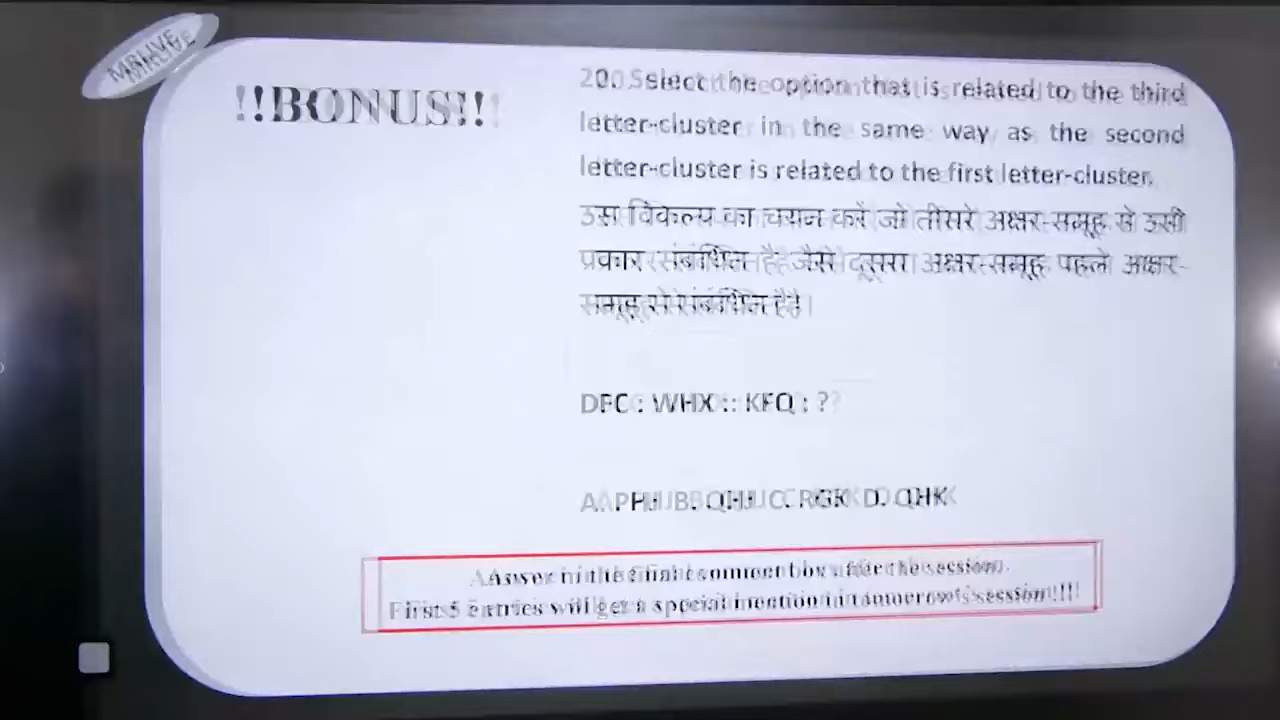 MRLIVE
!!BONUS!!
200. Select the option that is related to the third
letter-cluster in the same way as the second
letter-cluster is related to the first letter-cluster.
उस विकल्प का चयन करें जो तीसरे अक्षर-समूह से उसी
प्रकार संबंधित है जैसे दूसरा अक्षर-समूह पहले अक्षर-
समूह से संबंधित है।
DFC : WHX :: KFQ : ?
A. PHJ B. QHJ C. RGK D. QHK
Answer in the final comment box after the session.
First 5 entries will get a special mention in tomorrow's session!!!